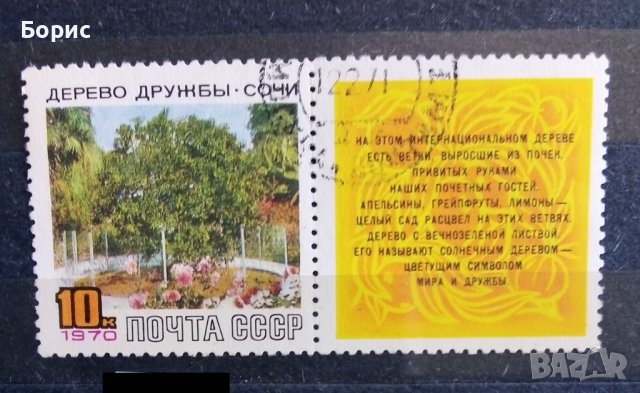 Борис
ДЕРЕВО ДРУЖБЫ · СОЧИ
10к
1970 ПОЧТА СССР
НА ЭТОМ ИНТЕРНАЦИОНАЛЬНОМ ДЕРЕВЕ
ЕСТЬ ВЕТКИ, ВЫРОСШИЕ ИЗ ПОЧЕК,
ПРИВИТЫХ РУКАМИ
НАШИХ ПОЧЕТНЫХ ГОСТЕЙ.
АПЕЛЬСИНЫ, ГРЕЙПФРУТЫ, ЛИМОНЫ—
ЦЕЛЫЙ САД РАСЦВЕЛ НА ЭТИХ ВЕТВЯХ.
ДЕРЕВО С ВЕЧНОЗЕЛЕНОЙ ЛИСТВОЙ,
ЕГО НАЗЫВАЮТ СОЛНЕЧНЫМ ДЕРЕВОМ—
ЦВЕТУЩИМ СИМВОЛОМ
МИРА И ДРУЖБЫ.
BAZAR